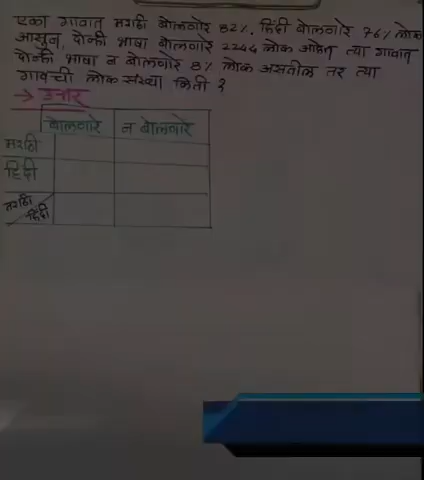 एका गावात मराठी बोलणारे 82%, हिंदी बोलणारे 76% लोक
असून, दोन्ही भाषा बोलणारे 2244 लोक आहेत त्या गावात
दोन्ही भाषा न बोलणारे 8% लोक असतील तर त्या
गावची लोकसंख्या किती ?
→ उत्तर
बोलणारे न बोलणारे
मराठी
हिंदी
मराठी
हिंदी